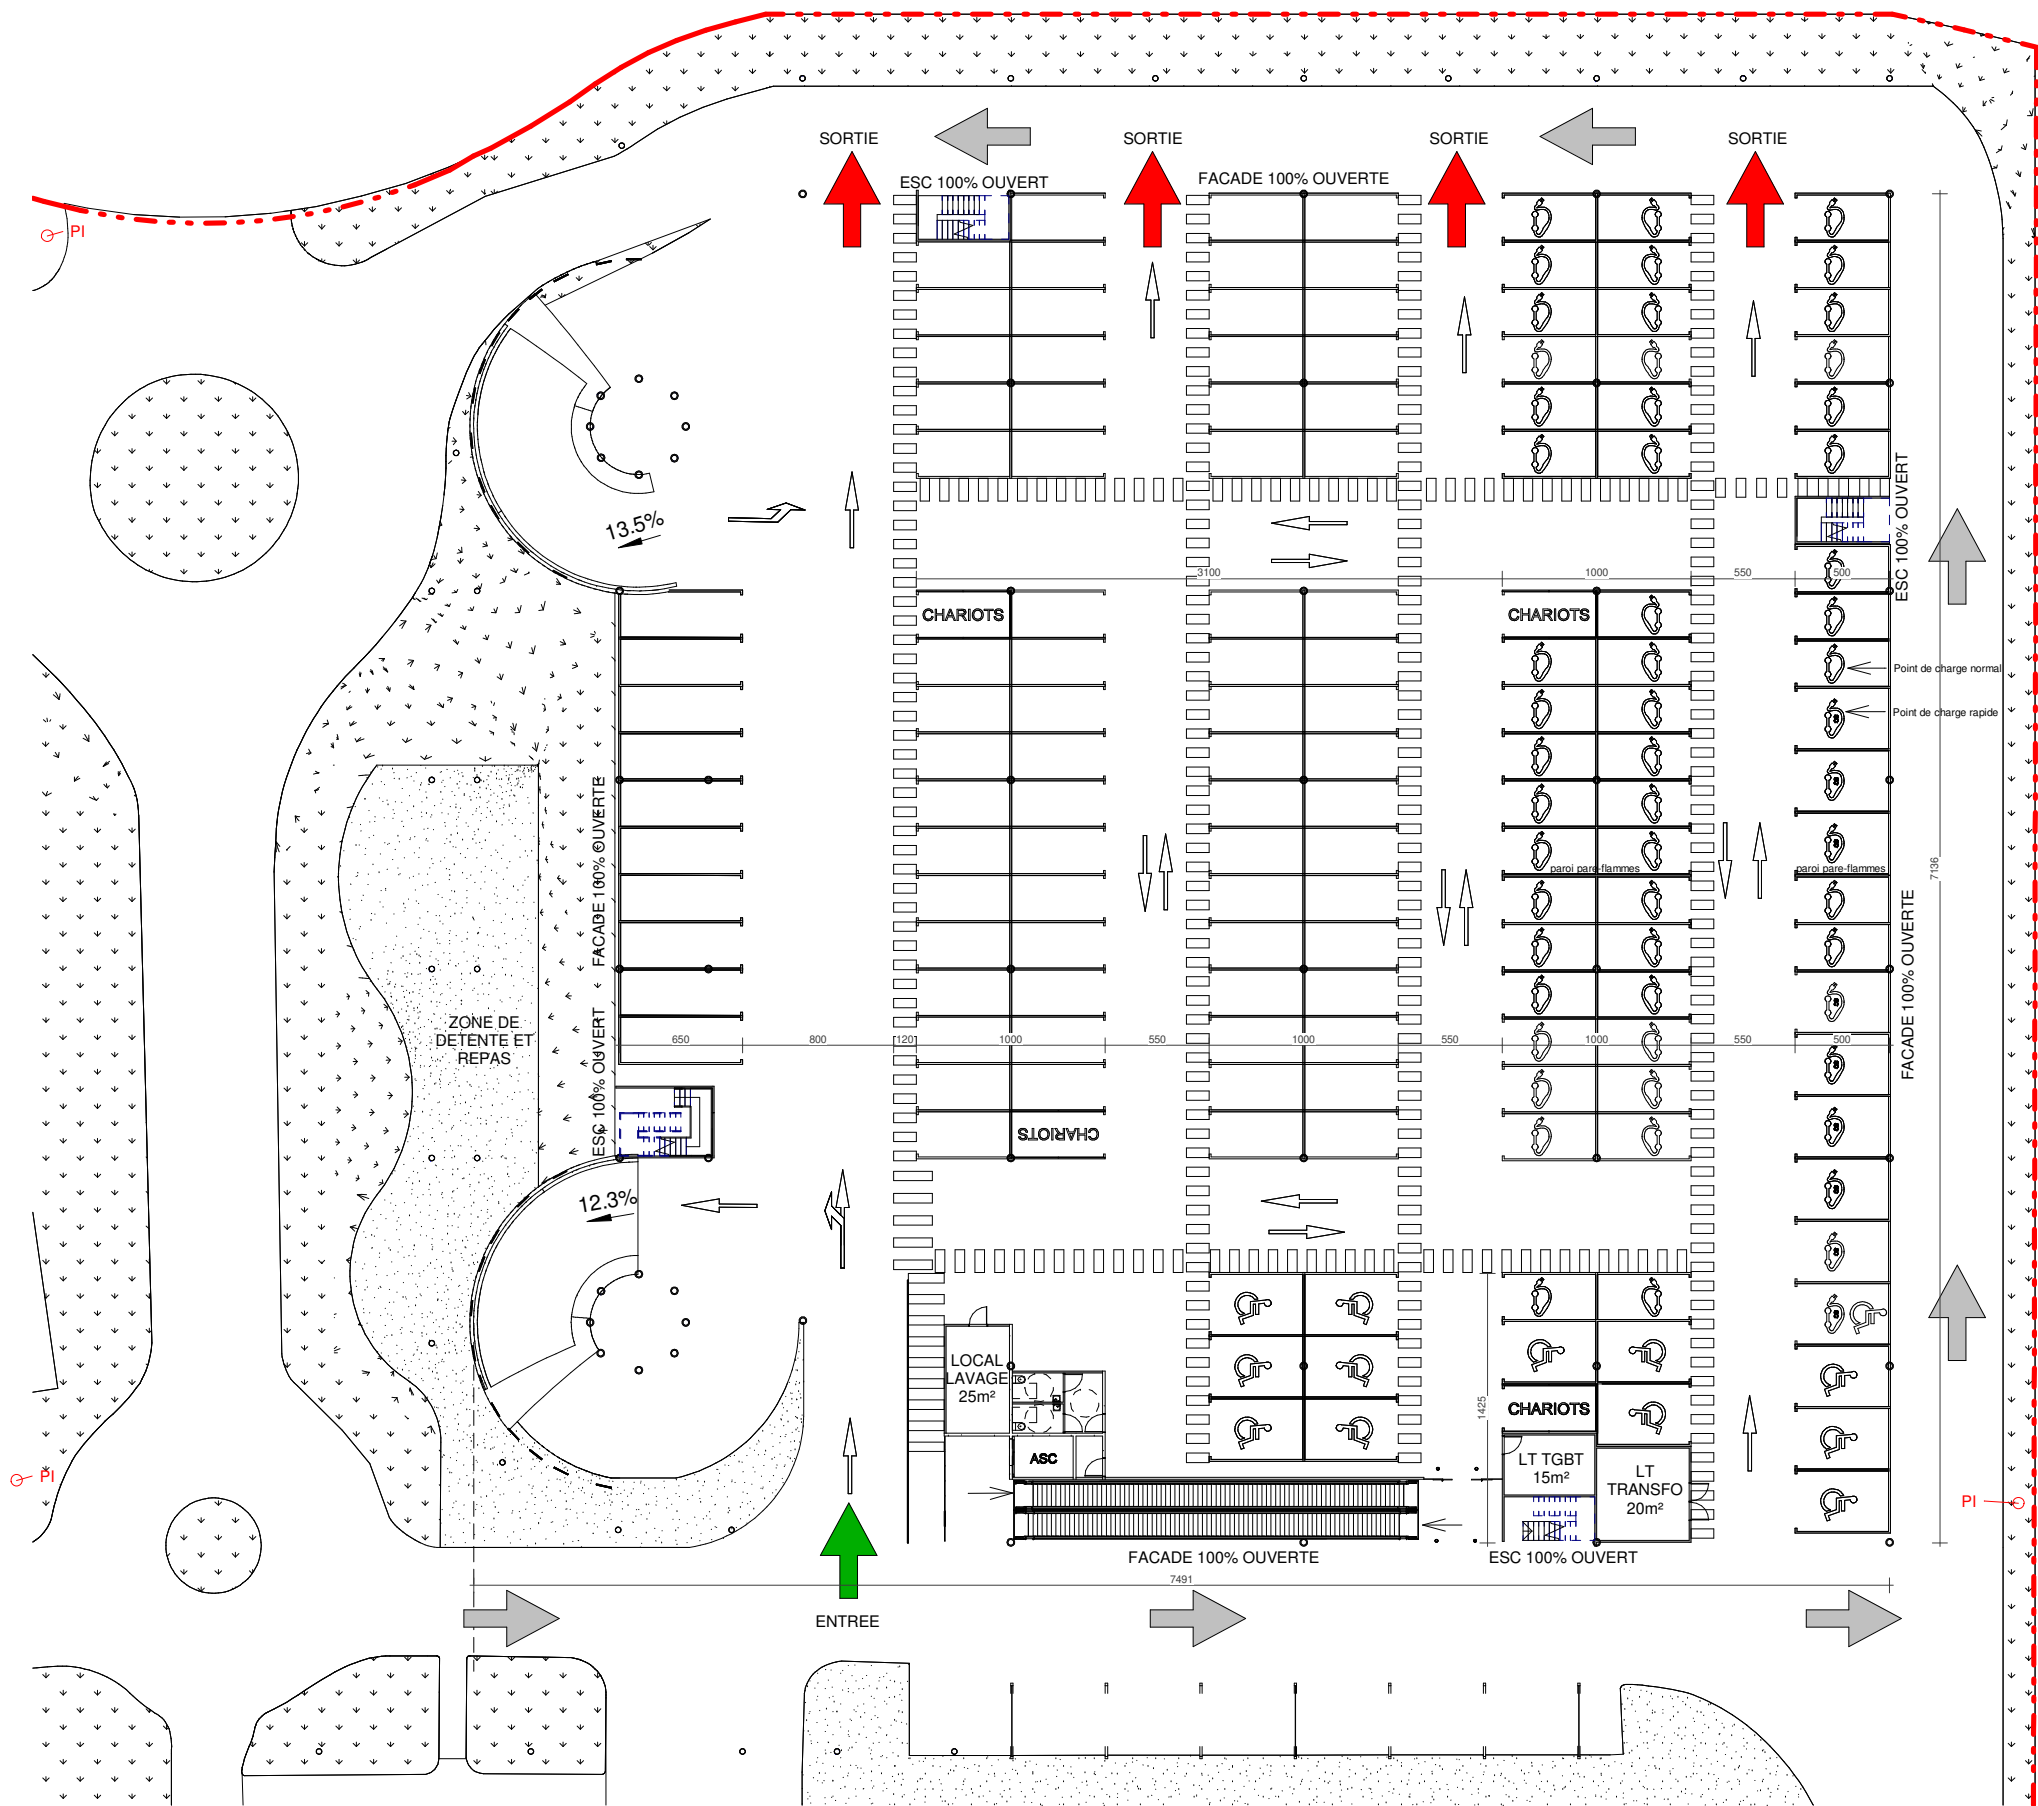 SORTIE
SORTIE
SORTIE
SORTIE
ESC 100% OUVERT
FACADE 100% OUVERTE
PI
13.5%
ESC 100% OUVERT
3100
1000
550
500
CHARIOTS
CHARIOTS
Point de charge normal
Point de charge rapide
FACADE 100% OUVERTE
paroi pare-flammes
paroi pare-flammes
7136
FACADE 100% OUVERTE
ZONE DE
DETENTE ET
REPAS
ESC 100% OUVERT
650
800
120
1000
550
1000
550
1000
550
500
CHARIOTS
12.3%
LOCAL
LAVAGE
25m²
1425
CHARIOTS
ASC
LT TGBT
15m²
LT
TRANSFO
20m²
PI
PI
FACADE 100% OUVERTE
ESC 100% OUVERT
7491
ENTREE